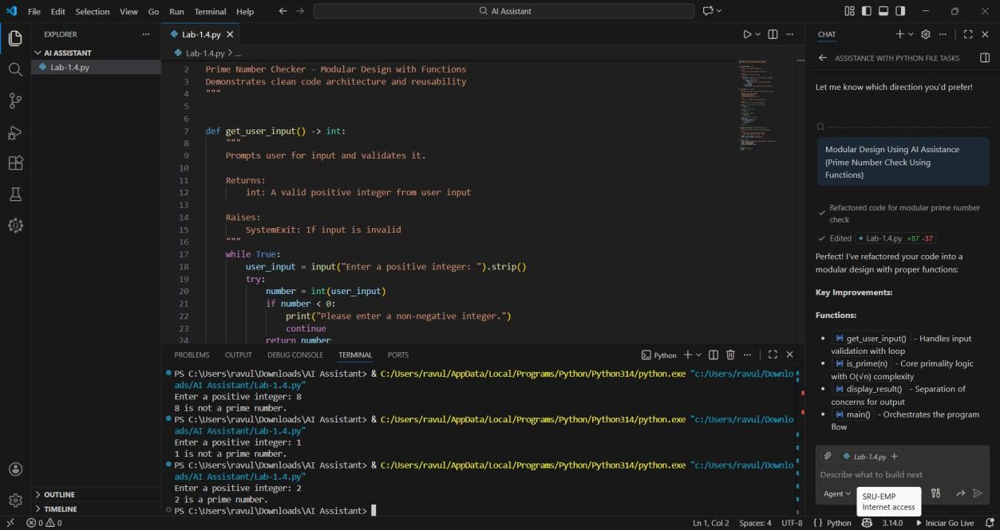 File Edit Selection View Go Run Terminal Help
AI Assistant
EXPLORER
AI ASSISTANT
Lab-1.4.py
OUTLINE
TIMELINE
Lab-1.4.py
Lab-1.4.py > ...
2 Prime Number Checker - Modular Design with Functions
3 Demonstrates clean code architecture and reusability
4 """
5
6
7 def get_user_input() -> int:
8 """
9 Prompts user for input and validates it.
10
11 Returns:
12 int: A valid positive integer from user input
13
14 Raises:
15 SystemExit: If input is invalid
16 """
17 while True:
18 user_input = input("Enter a positive integer: ").strip()
19 try:
20 number = int(user_input)
21 if number < 0:
22 print("Please enter a non-negative integer.")
23 continue
24 return number
PROBLEMS OUTPUT DEBUG CONSOLE TERMINAL PORTS
Python
PS C:\Users\ravul\Downloads\AI Assistant> & C:/Users/ravul/AppData/Local/Programs/Python/Python314/python.exe "c:/Users/ravul/Downlo
ads/AI Assistant/Lab-1.4.py"
Enter a positive integer: 8
8 is not a prime number.
PS C:\Users\ravul\Downloads\AI Assistant> & C:/Users/ravul/AppData/Local/Programs/Python/Python314/python.exe "c:/Users/ravul/Downlo
ads/AI Assistant/Lab-1.4.py"
Enter a positive integer: 1
1 is not a prime number.
PS C:\Users\ravul\Downloads\AI Assistant> & C:/Users/ravul/AppData/Local/Programs/Python/Python314/python.exe "c:/Users/ravul/Downlo
ads/AI Assistant/Lab-1.4.py"
Enter a positive integer: 2
2 is a prime number.
PS C:\Users\ravul\Downloads\AI Assistant>
CHAT
ASSISTANCE WITH PYTHON FILE TASKS
Let me know which direction you'd prefer!
Modular Design Using AI Assistance
(Prime Number Check Using
Functions)
Refactored code for modular prime number
check
Edited Lab-1.4.py +87 -37
Perfect! I've refactored your code into a
modular design with proper functions:
Key Improvements:
Functions:
• get_user_input() - Handles input
validation with loop
• is_prime(n) - Core primality logic
with O(√n) complexity
• display_result() - Separation of
concerns for output
• main() - Orchestrates the program
flow
Lab-1.4.py
Describe what to build next
Agent
SRU-EMP
Internet access
0 0
Ln 1, Col 2 Spaces: 4 UTF-8 { } Python 3.14.0 Iniciar Go Live